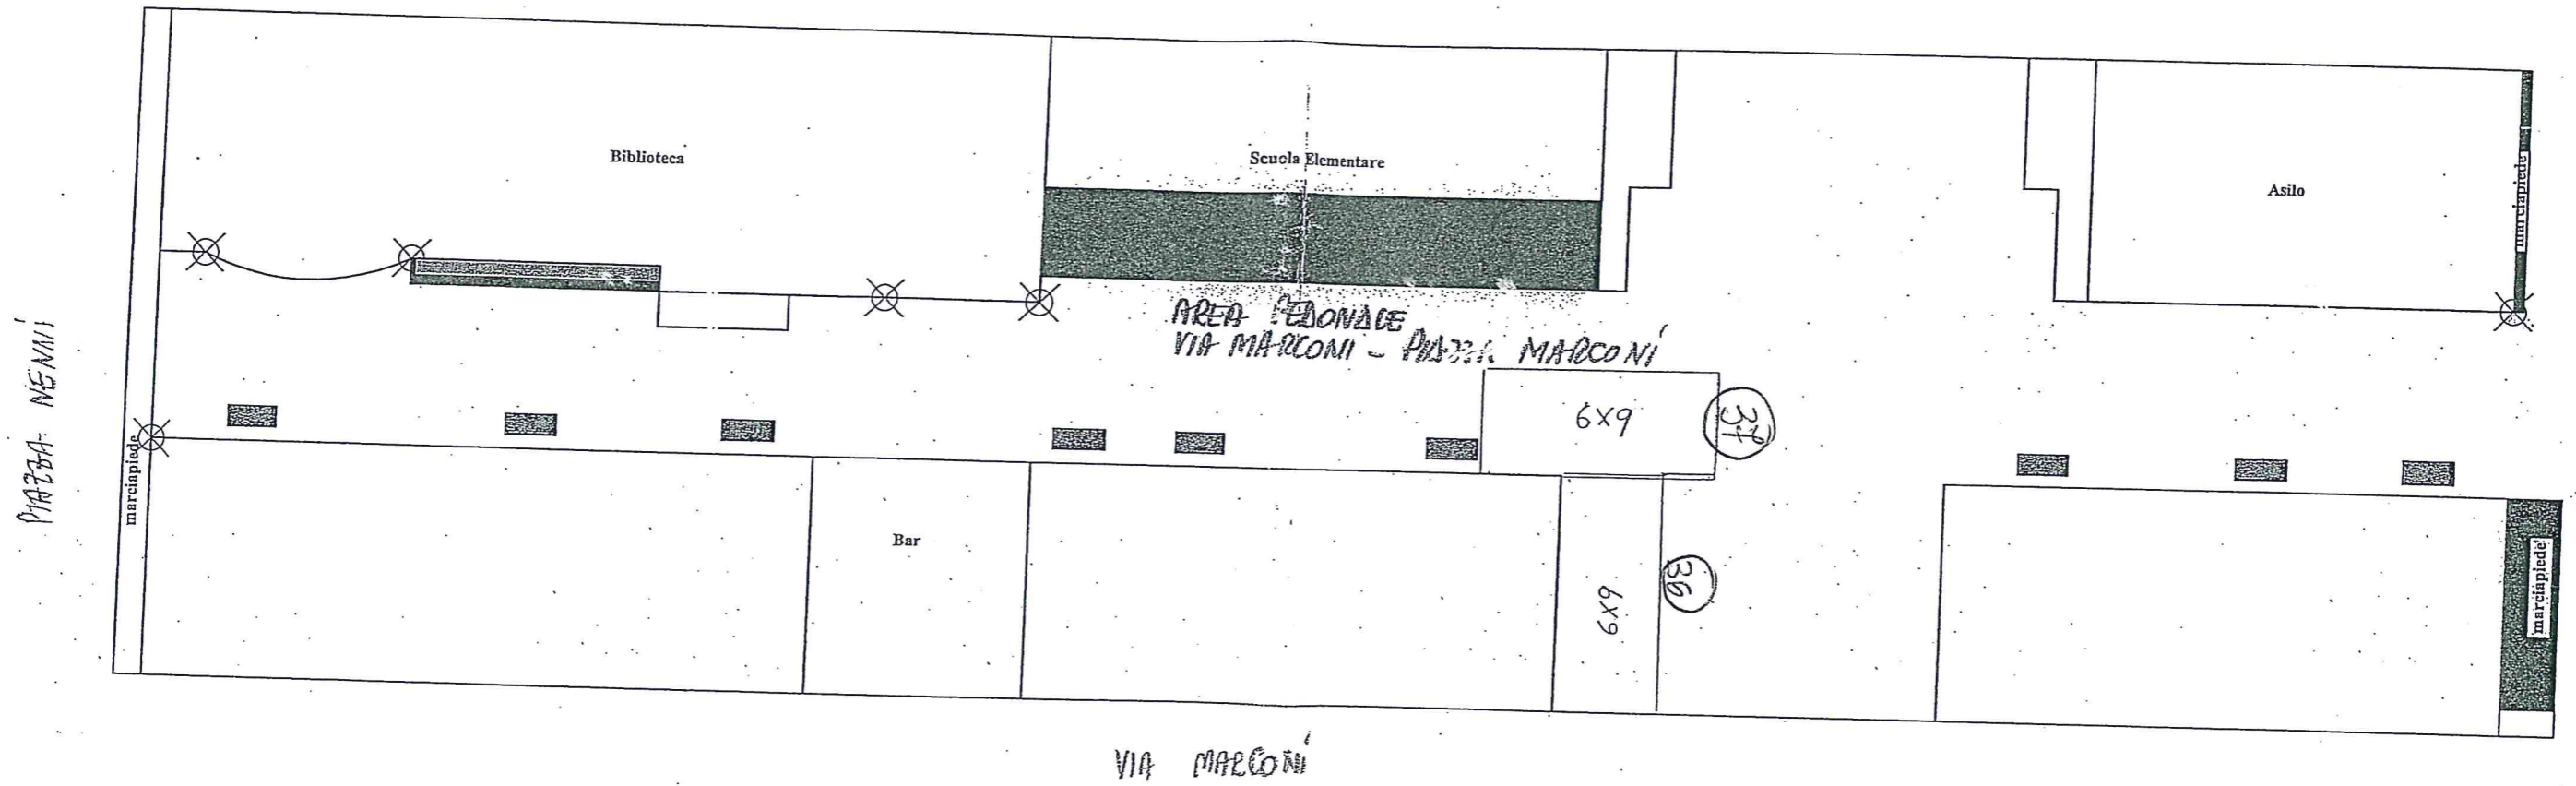 Biblioteca
Scuola Elementare
Asilo
marciapiede
AREA PEDONALE
VIA MARCONI - PIAZZA MARCONI
PIAZZA NENNI
marciapiede
6X9
37
Bar
6X9
36
marciapiede
VIA MARCONI